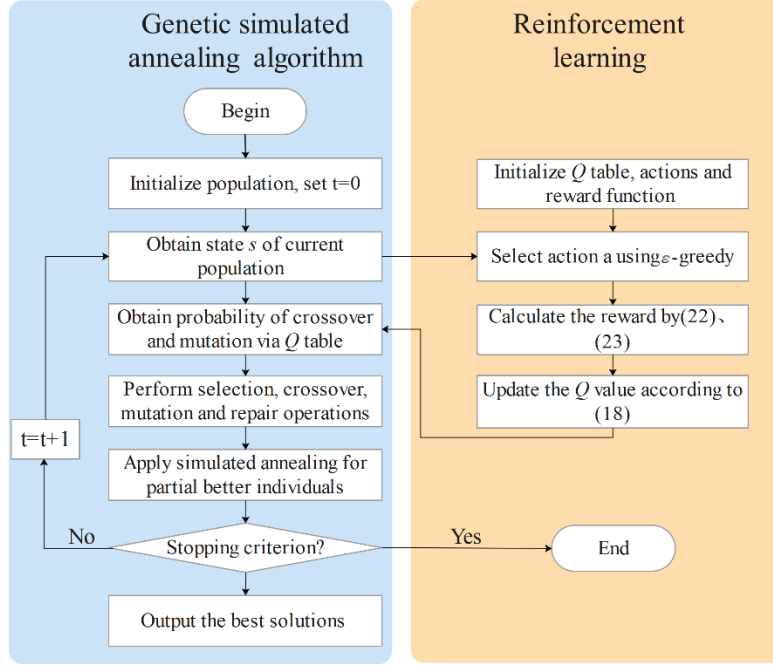 Genetic simulated
annealing algorithm
Begin
Initialize population, set t=0
Obtain state s of current
population
Obtain probability of crossover
and mutation via Q table
Perform selection, crossover,
mutation and repair operations
t=t+1
Apply simulated annealing for
partial better individuals
No
Stopping criterion?
Yes
Output the best solutions
Reinforcement
learning
Initialize Q table, actions and
reward function
Select action a using ε-greedy
Calculate the reward by(22)、
(23)
Update the Q value according to
(18)
End